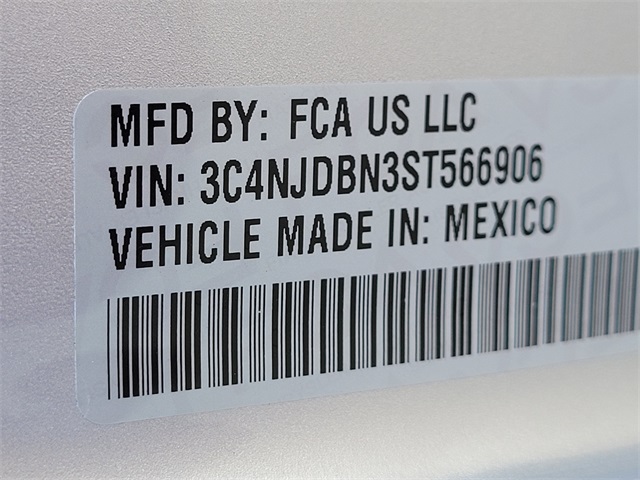 MFD BY: FCA US LLC
VIN: 3C4NJDBN3ST566906
VEHICLE MADE IN: MEXICO